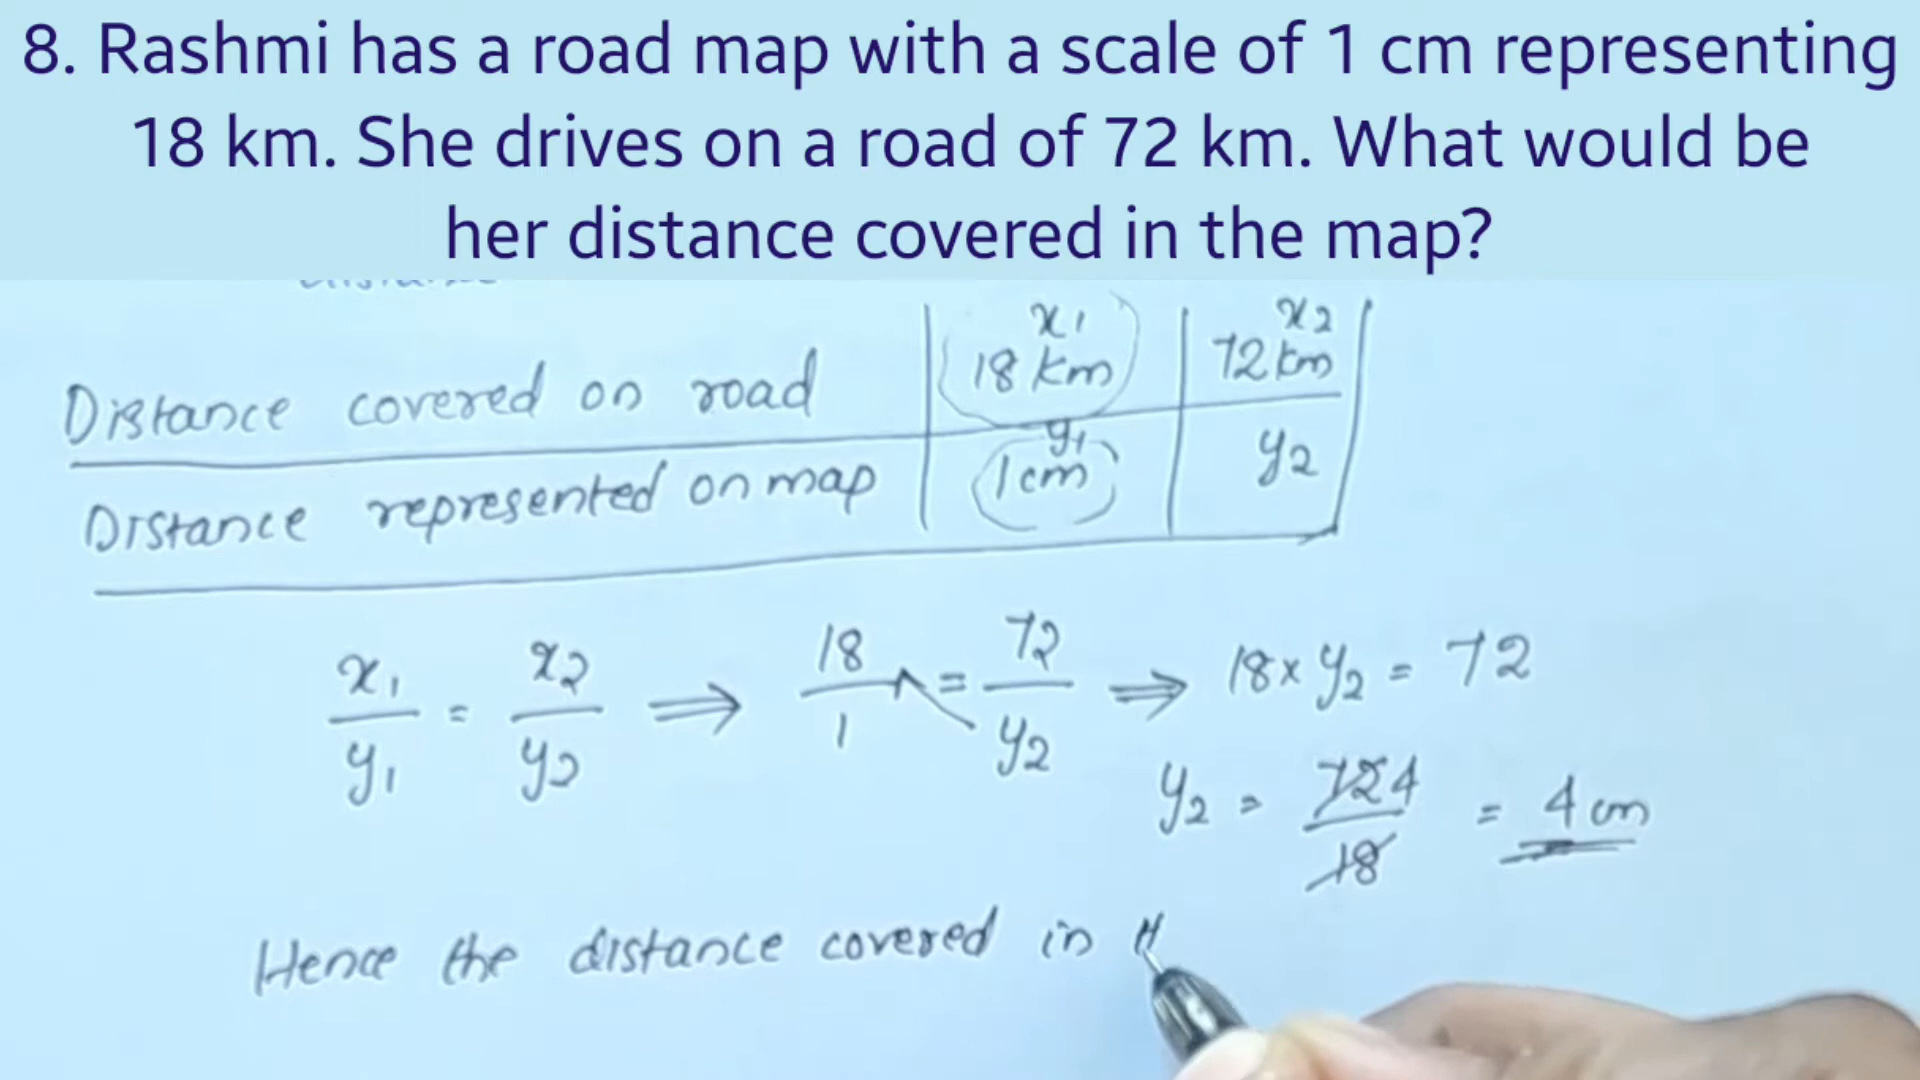 8. Rashmi has a road map with a scale of 1 cm representing
18 km. She drives on a road of 72 km. What would be
her distance covered in the map?
x₁ x₂
Distance covered on road 18 km 72 km
y₁
Distance represented on map 1 cm y₂
x₁/y₁ = x₂/y₂ ⇒ 18/1 = 72/y₂ ⇒ 18 × y₂ = 72
y₂ = 72 4/18 = 4 cm
Hence the distance covered in